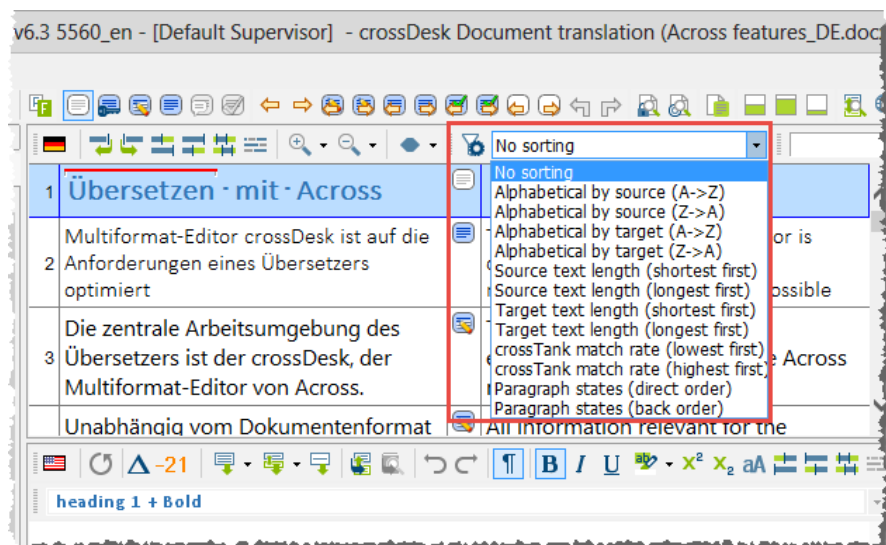 v6.3 5560_en - [Default Supervisor] - crossDesk Document translation (Across features_DE.doc
No sorting
No sorting
Alphabetical by source (A->Z)
Alphabetical by source (Z->A)
Alphabetical by target (A->Z)
Alphabetical by target (Z->A)
Source text length (shortest first)
Source text length (longest first)
Target text length (shortest first)
Target text length (longest first)
crossTank match rate (lowest first)
crossTank match rate (highest first)
Paragraph states (direct order)
Paragraph states (back order)
1 Übersetzen · mit · Across
2 Multiformat-Editor crossDesk ist auf die
Anforderungen eines Übersetzers
optimiert
or is
ossible
3 Die zentrale Arbeitsumgebung des
Übersetzers ist der crossDesk, der
Multiformat-Editor von Across.
Across
Unabhängig vom Dokumentenformat
All information relevant for the
Δ -21
¶ B I U ab x² x₂ aA
heading 1 + Bold